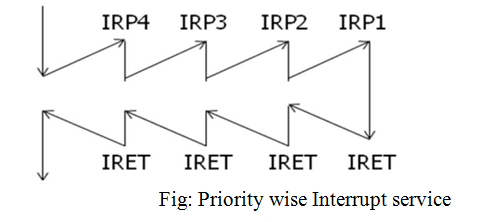 IRP4 IRP3 IRP2 IRP1
IRET IRET IRET IRET
Fig: Priority wise Interrupt service